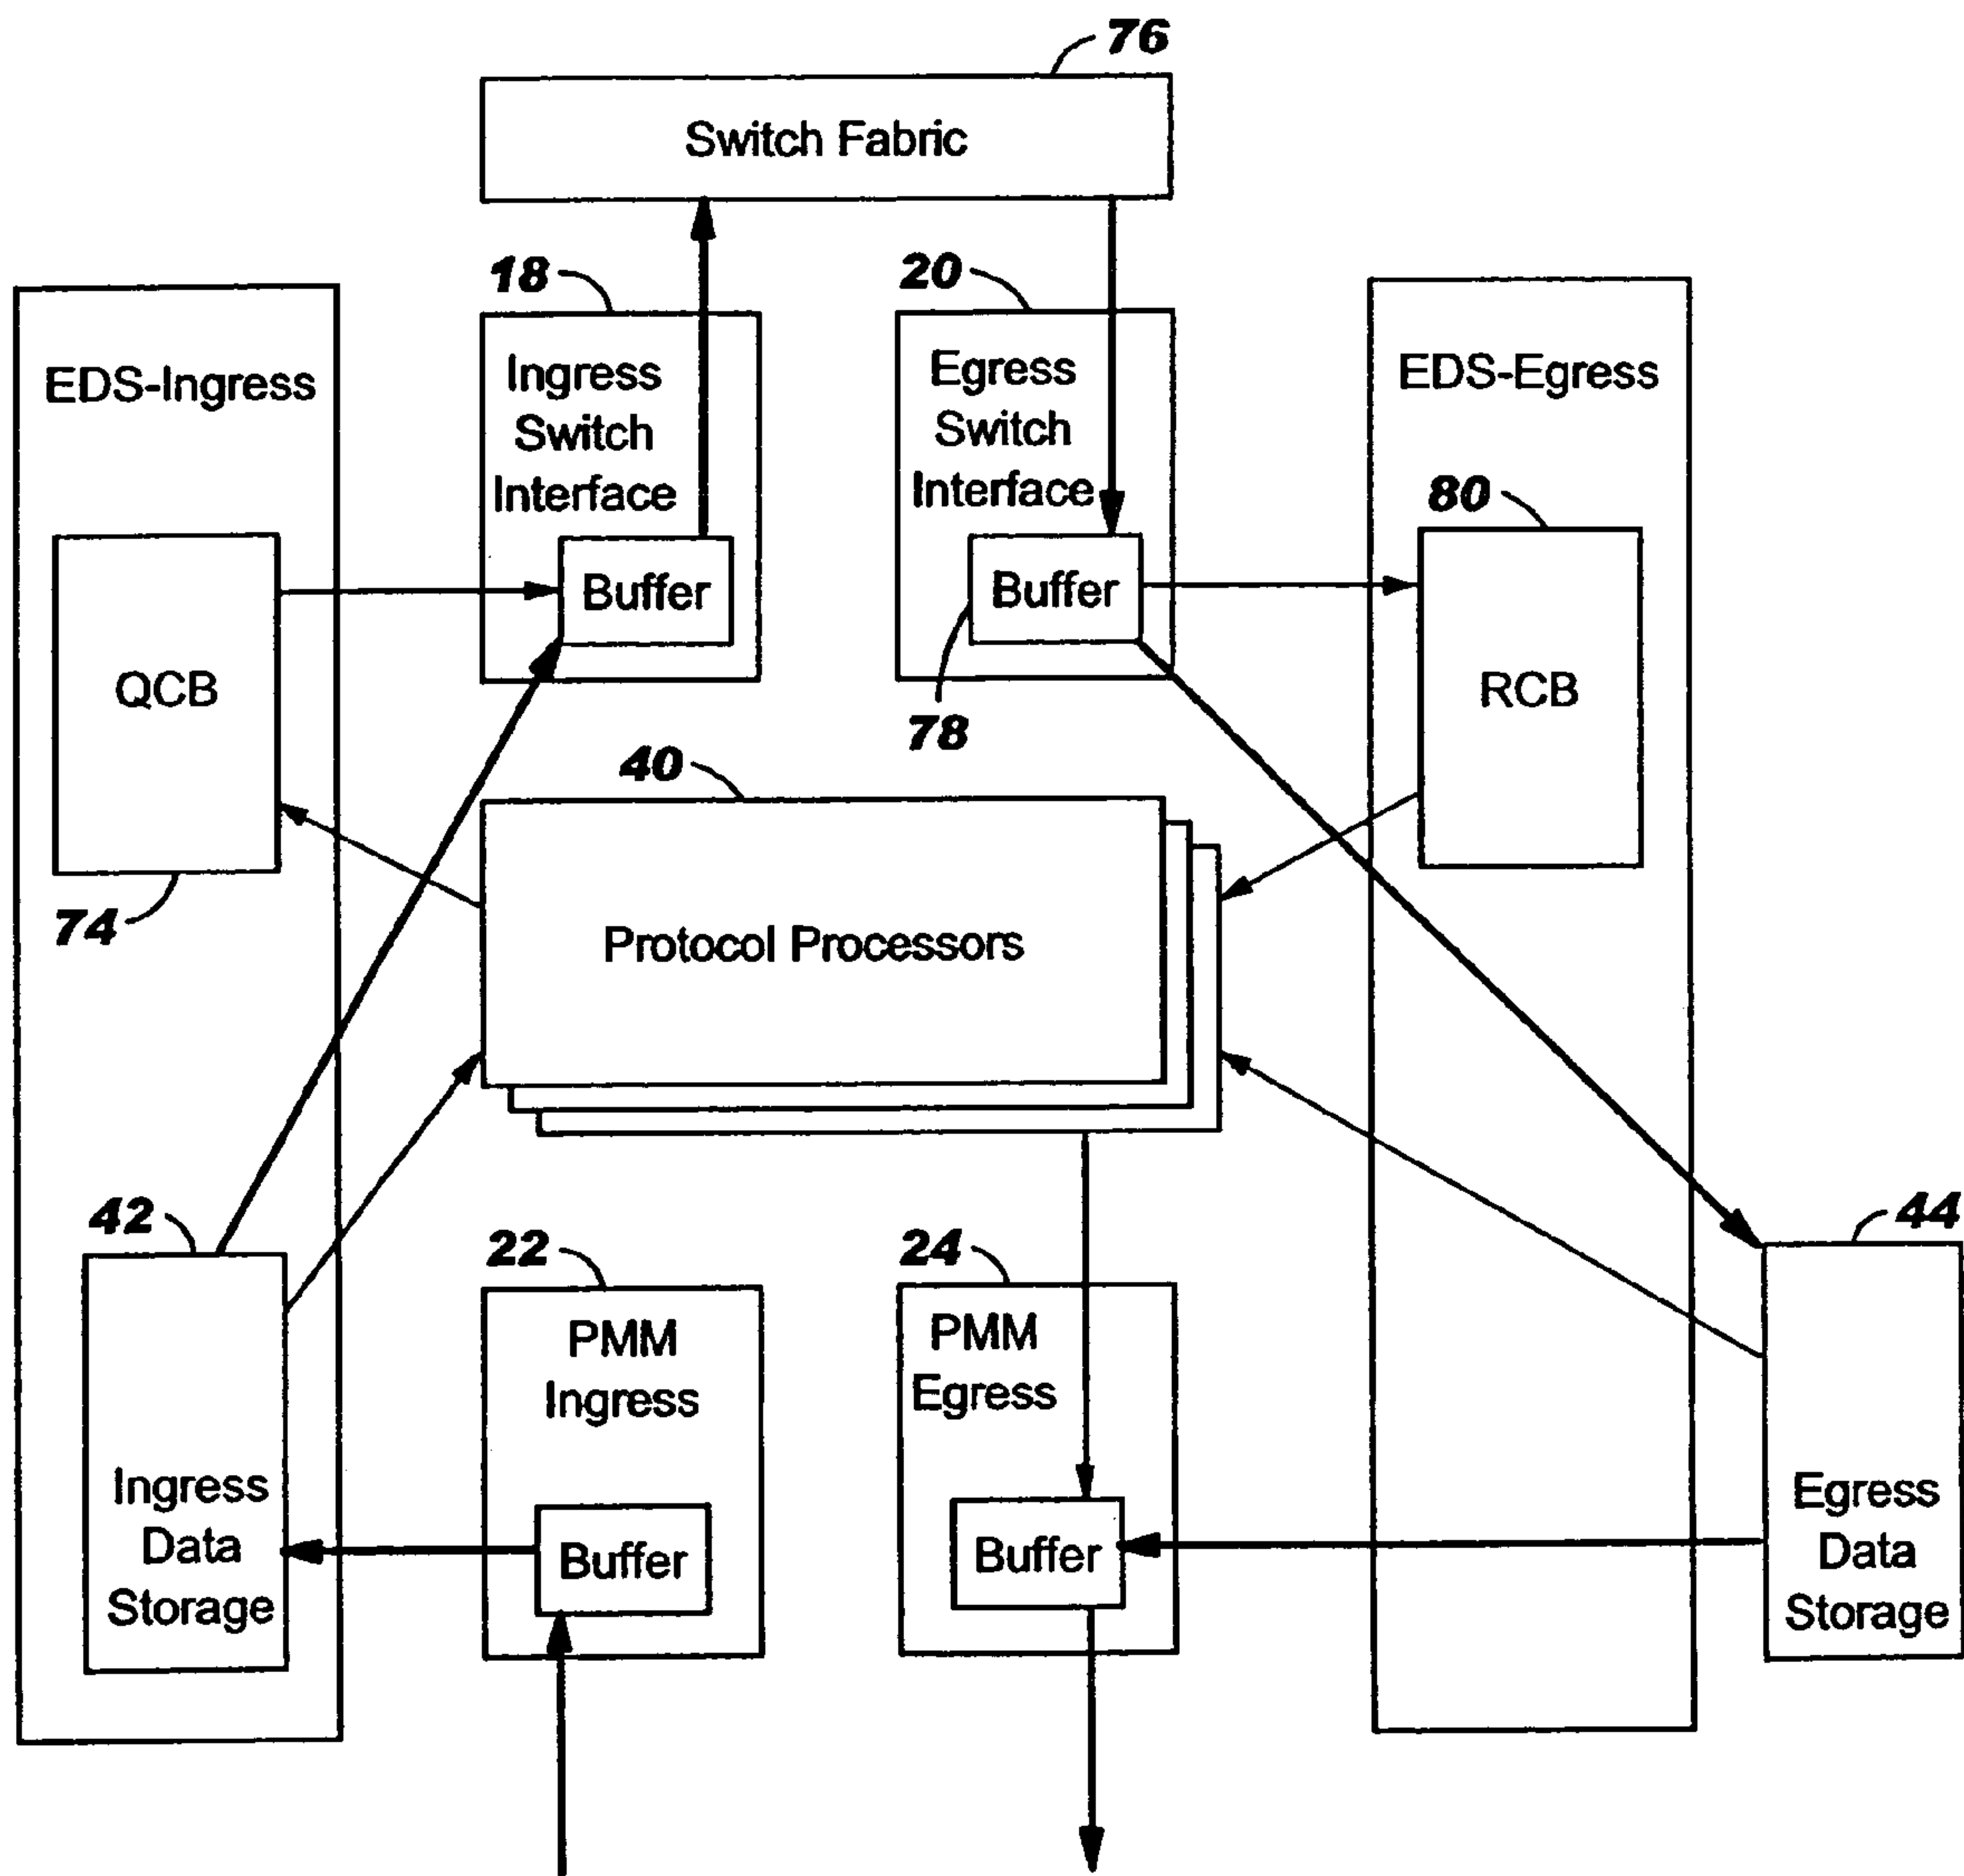 76
Switch Fabric
18
20
EDS-Ingress
Ingress
Switch
Interface
Egress
Switch
Interface
EDS-Egress
80
Buffer
Buffer
QCB
RCB
78
40
74
Protocol Processors
42
22
24
44
PMM
Ingress
PMM
Egress
Ingress
Data
Storage
Buffer
Buffer
Egress
Data
Storage